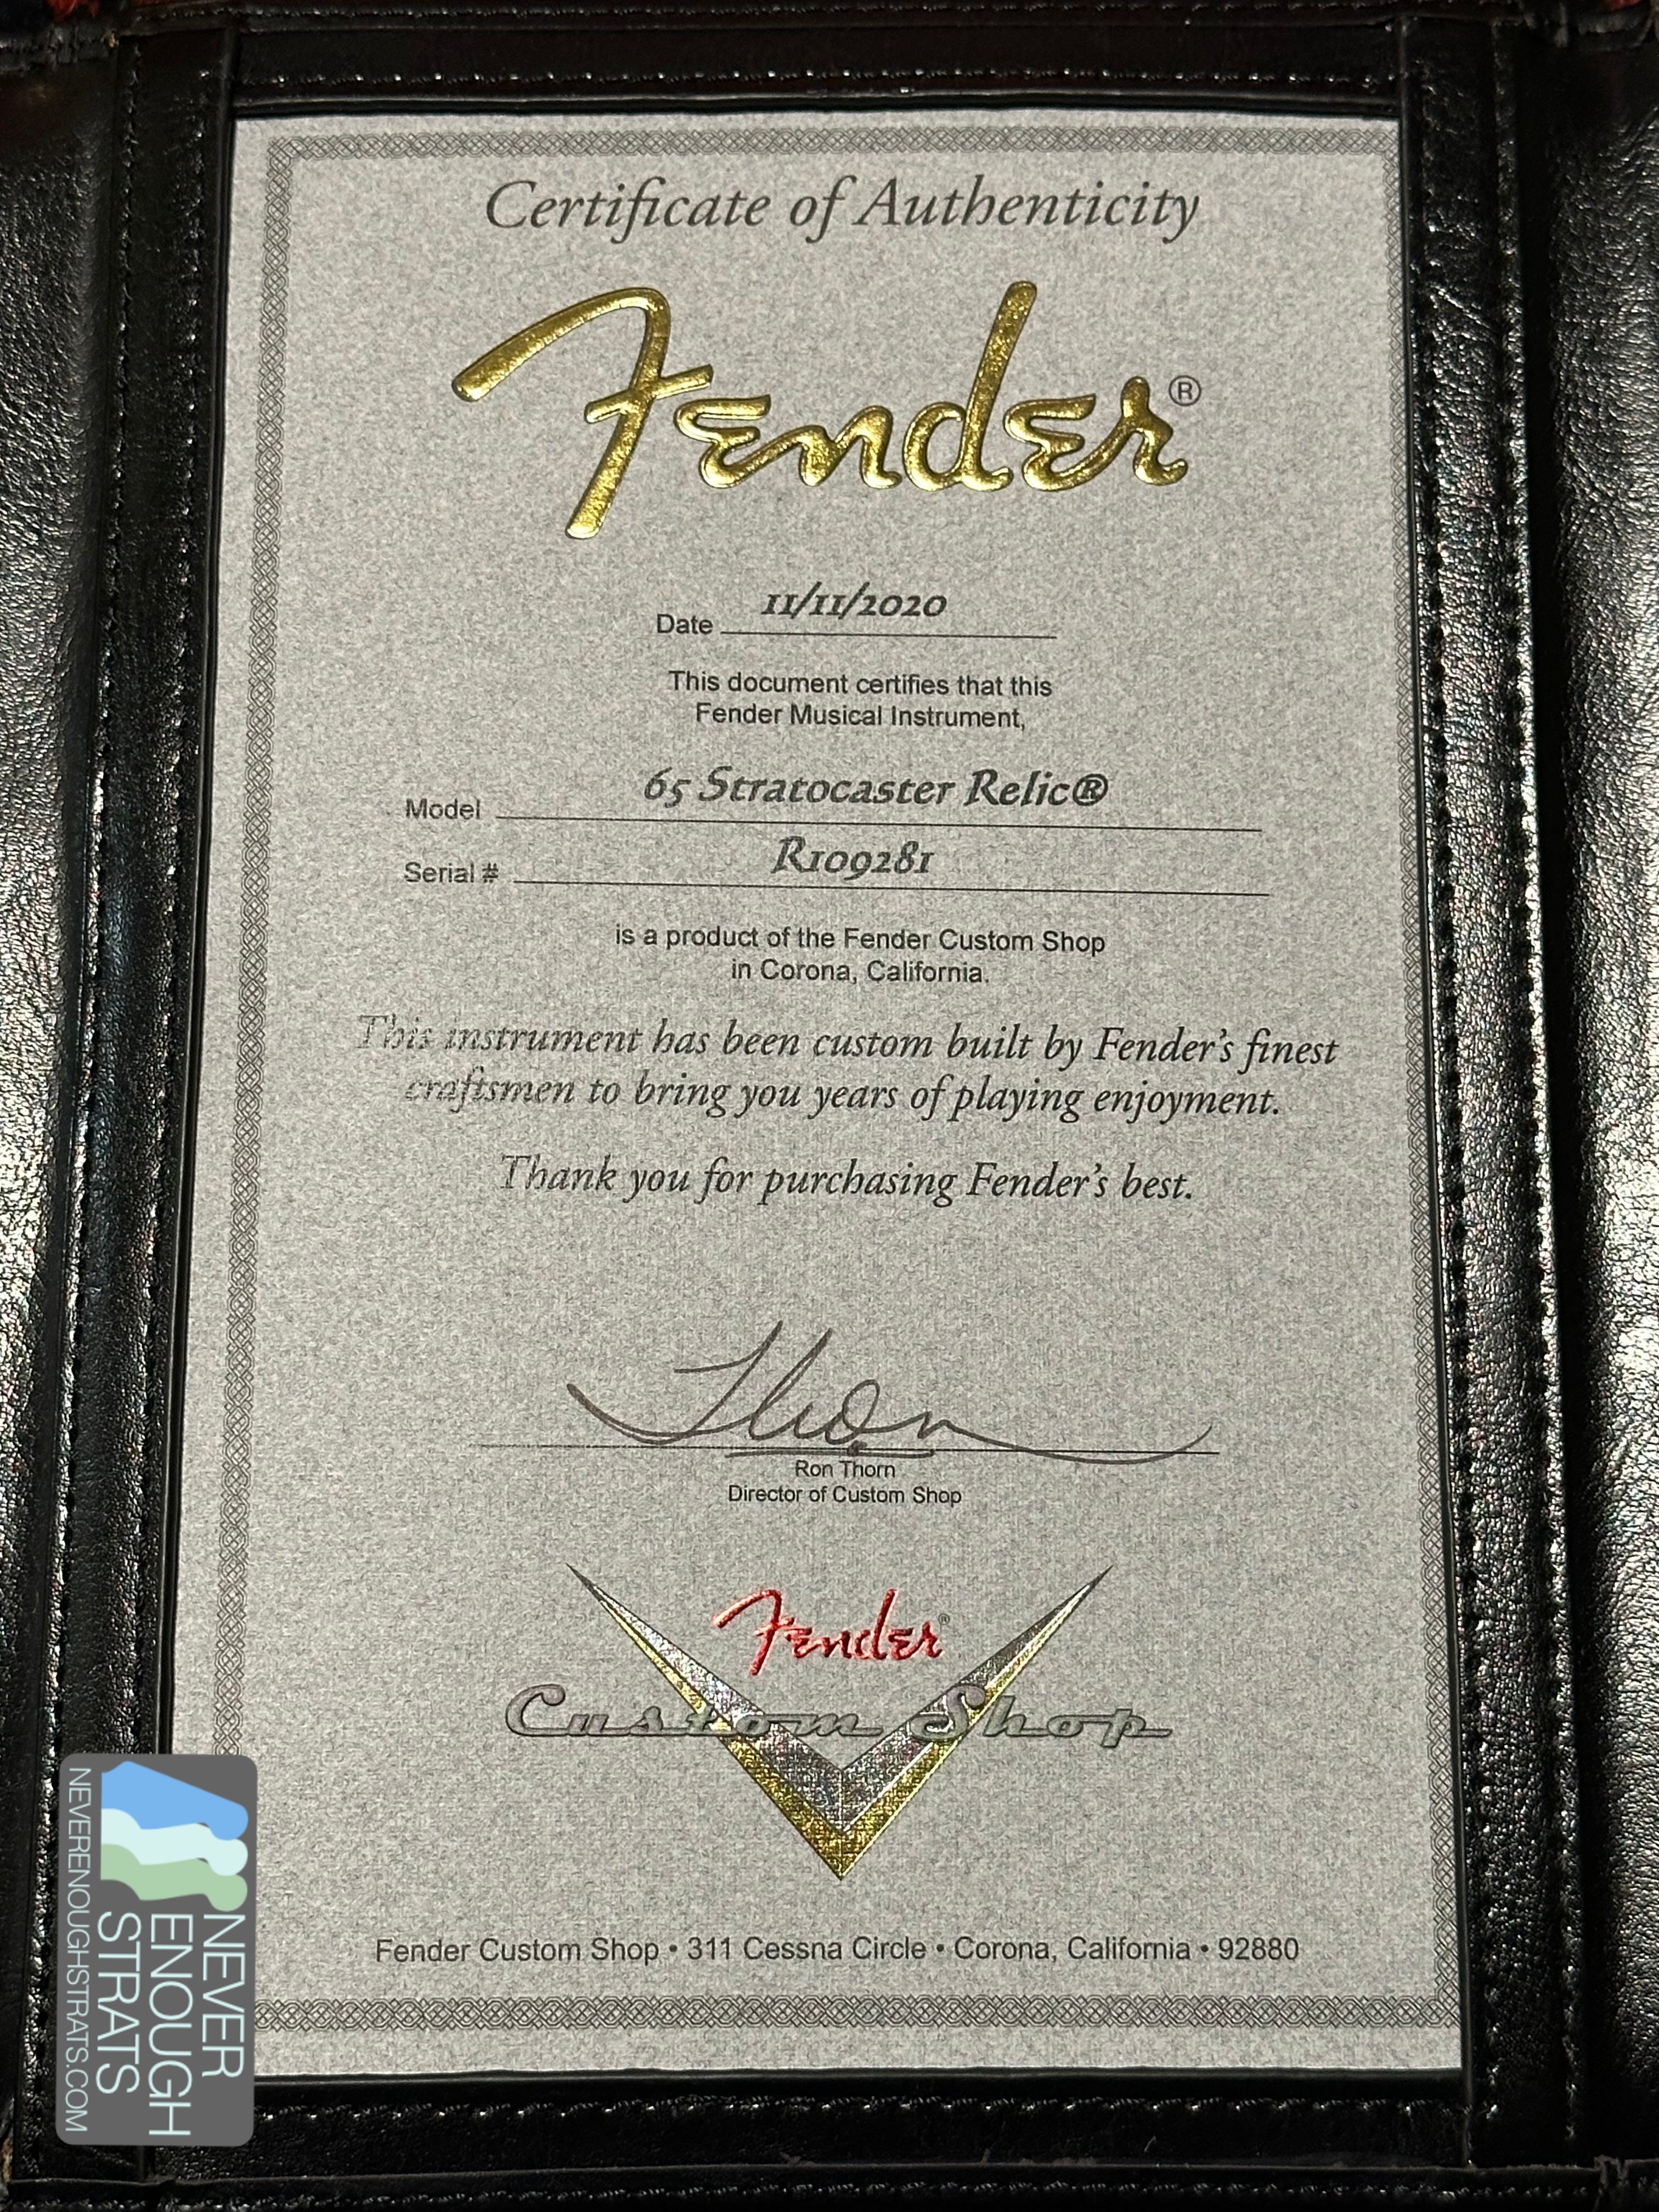 Certificate of Authenticity
Fender®
Date 11/11/2020
This document certifies that this
Fender Musical Instrument,
Model 65 Stratocaster Relic®
Serial # R109281
is a product of the Fender Custom Shop
in Corona, California.
This instrument has been custom built by Fender's finest
craftsmen to bring you years of playing enjoyment.
Thank you for purchasing Fender's best.
Thorn
Ron Thorn
Director of Custom Shop
Fender®
Custom Shop
Fender Custom Shop • 311 Cessna Circle • Corona, California • 92880
NEVER
ENOUGH
STRATS
NEVERENOUGHSTRATS.COM